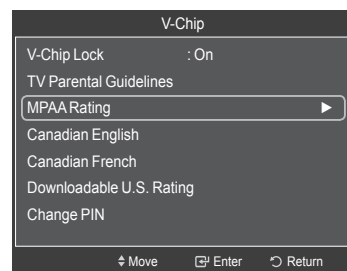 V-Chip
V-Chip Lock : On
TV Parental Guidelines
MPAA Rating ►
Canadian English
Canadian French
Downloadable U.S. Rating
Change PIN
Move Enter Return